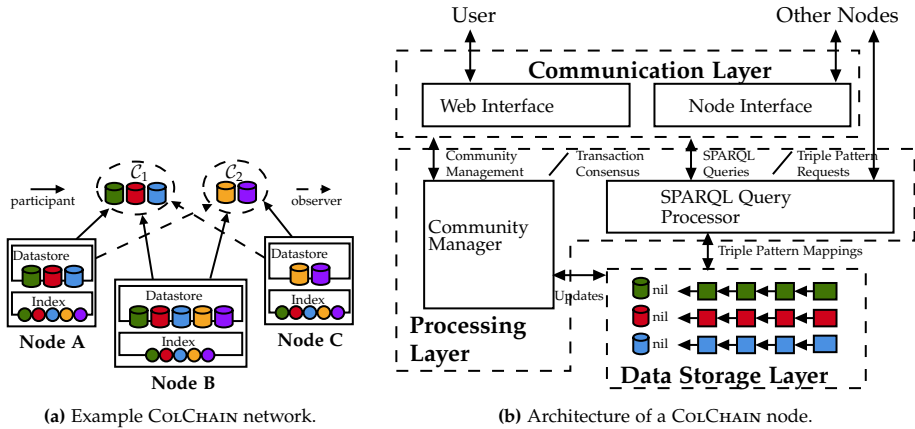 participant
C1
C2
observer
Datastore
Index
Node A
Datastore
Index
Node B
Datastore
Index
Node C
(a) Example COLCHAIN network.
User
Other Nodes
Communication Layer
Web Interface
Node Interface
Community
Management
Transaction
Consensus
SPARQL
Queries
Triple Pattern
Requests
Community
Manager
SPARQL Query
Processor
Triple Pattern Mappings
Updates
Processing
Layer
nil
nil
nil
Data Storage Layer
(b) Architecture of a COLCHAIN node.